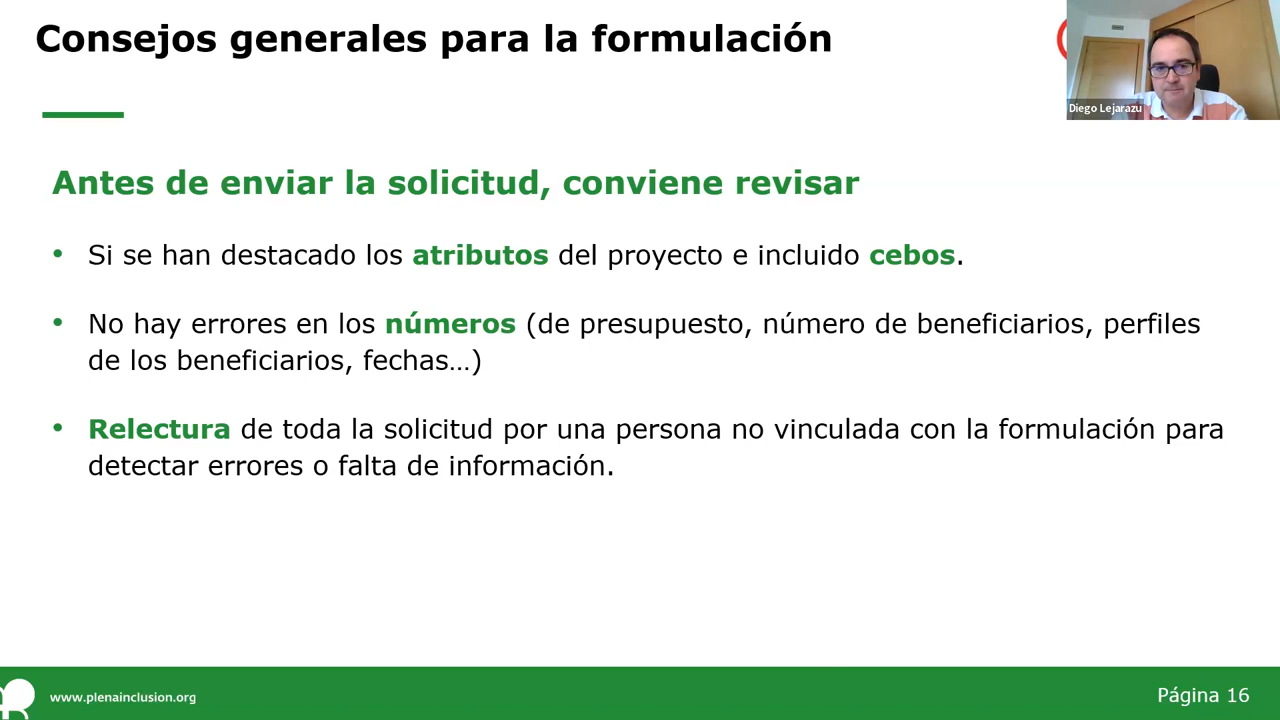 Consejos generales para la formulación
Diego Lejarazu
Antes de enviar la solicitud, conviene revisar
• Si se han destacado los atributos del proyecto e incluido cebos.
• No hay errores en los números (de presupuesto, número de beneficiarios, perfiles
de los beneficiarios, fechas…)
• Relectura de toda la solicitud por una persona no vinculada con la formulación para
detectar errores o falta de información.
www.plenainclusion.org
Página 16